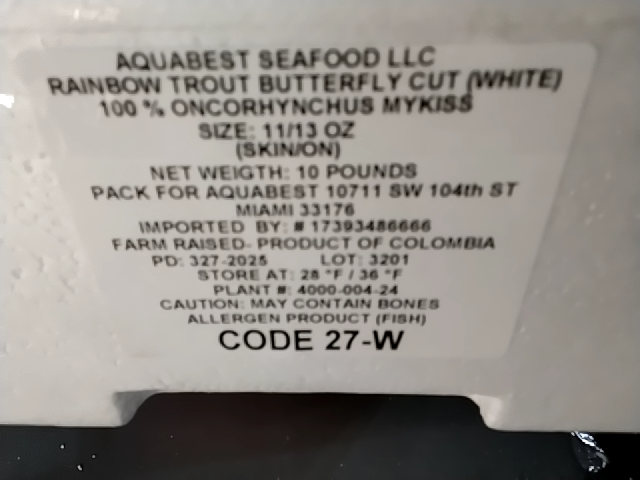 AQUABEST SEAFOOD LLC
RAINBOW TROUT BUTTERFLY CUT (WHITE)
100 % ONCORHYNCHUS MYKISS
SIZE: 11/13 OZ
(SKIN/ON)
NET WEIGTH: 10 POUNDS
PACK FOR AQUABEST 10711 SW 104th ST
MIAMI 33176
IMPORTED BY: # 17393486666
FARM RAISED- PRODUCT OF COLOMBIA
PD: 327-2025 LOT: 3201
STORE AT: 28 °F / 36 °F
PLANT #: 4000-004-24
CAUTION: MAY CONTAIN BONES
ALLERGEN PRODUCT (FISH)
CODE 27-W